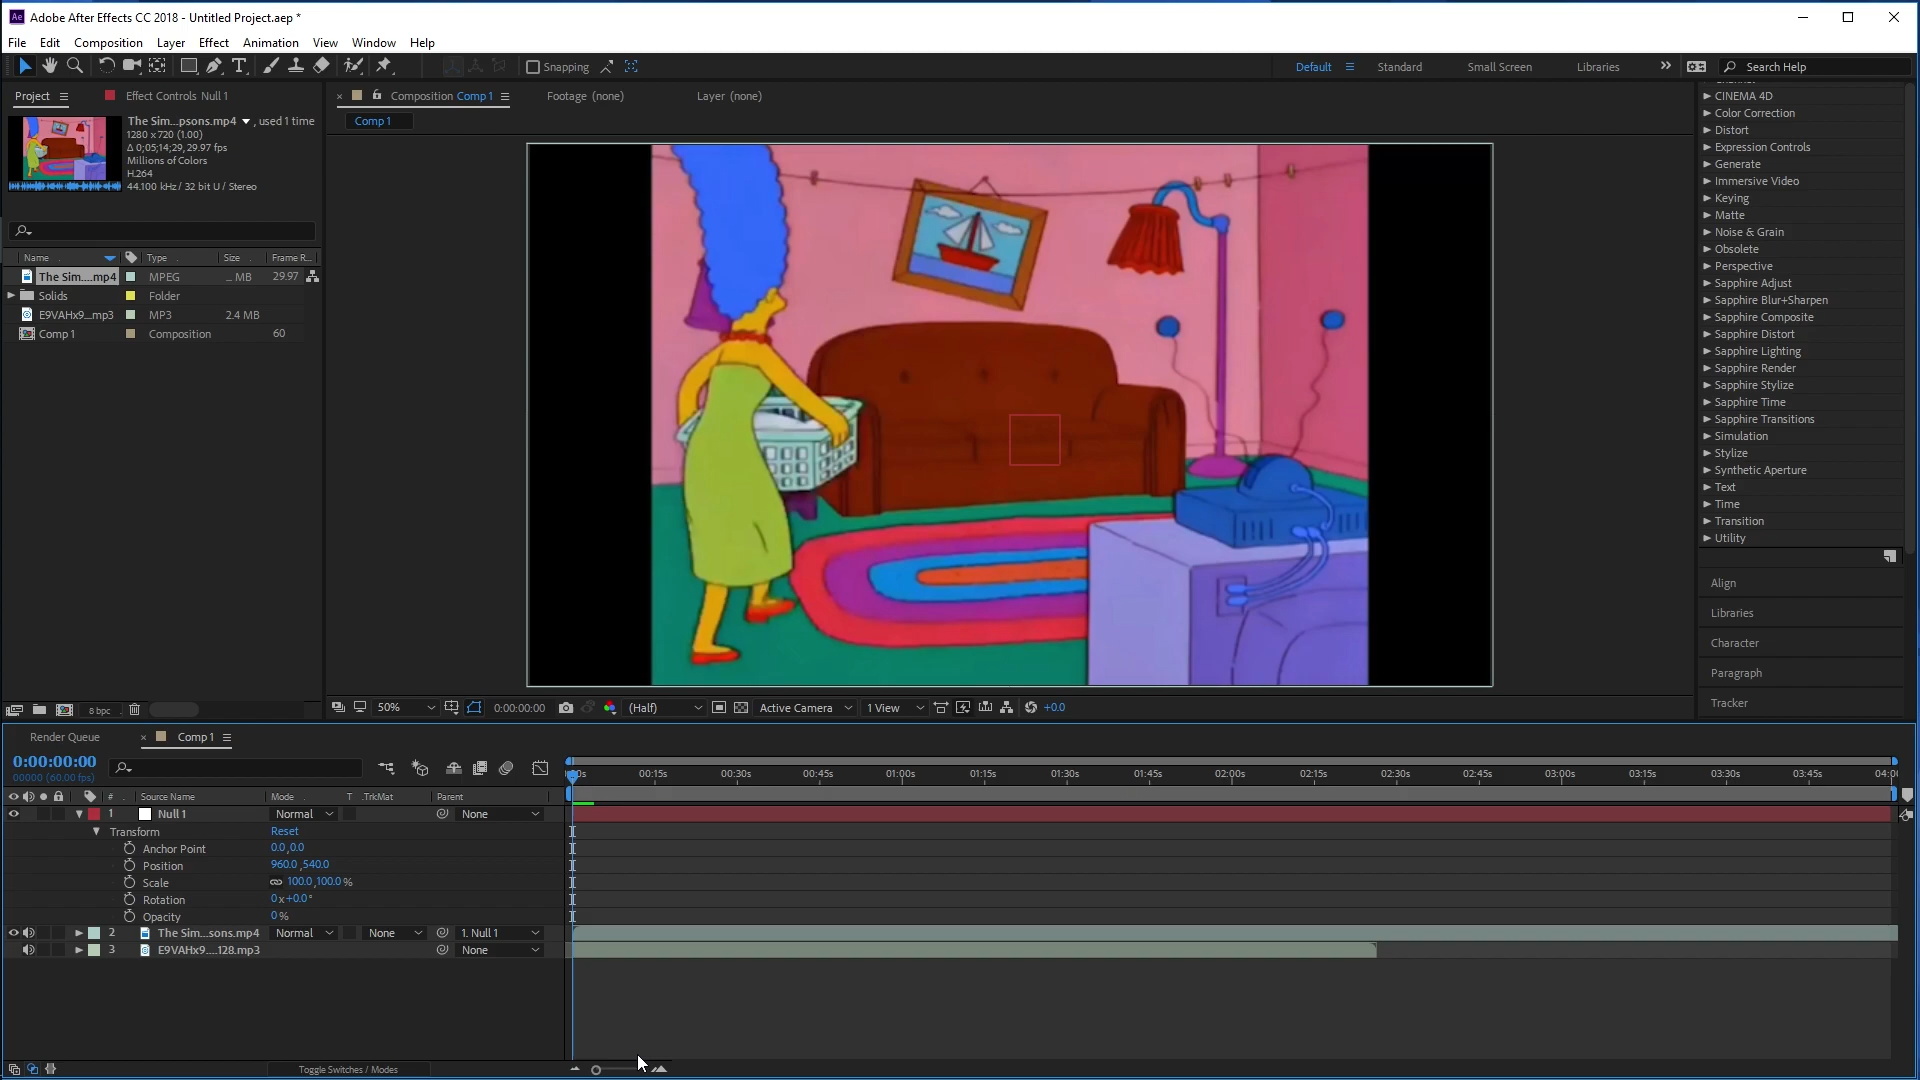 Adobe After Effects CC 2018 - Untitled Project.aep *
File Edit Composition Layer Effect Animation View Window Help
Snapping Default Standard Small Screen Libraries Search Help
Project Effect Controls Null 1
Composition Comp 1 Footage (none) Layer (none)
Comp 1
The Sim...psons.mp4 , used 1 time
1280 x 720 (1.00)
Δ 0;05;14;29, 29.97 fps
Millions of Colors
H.264
44.100 kHz / 32 bit U / Stereo
Name Type Size Frame R...
The Sim....mp4 MPEG ... MB 29.97
Solids Folder
E9VAHx9_.mp3 MP3 2.4 MB
Comp 1 Composition 60
8 bpc
50% 0:00:00:00 (Half) Active Camera 1 View +0.0
CINEMA 4D
Color Correction
Distort
Expression Controls
Generate
Immersive Video
Keying
Matte
Noise & Grain
Obsolete
Perspective
Sapphire Adjust
Sapphire Blur+Sharpen
Sapphire Composite
Sapphire Distort
Sapphire Lighting
Sapphire Render
Sapphire Stylize
Sapphire Time
Sapphire Transitions
Simulation
Stylize
Synthetic Aperture
Text
Time
Transition
Utility
Align
Libraries
Character
Paragraph
Tracker
Render Queue Comp 1
0:00:00:00
00000 (60.00 fps)
00:15s 00:30s 00:45s 01:00s 01:15s 01:30s 01:45s 02:00s 02:15s 02:30s 02:45s 03:00s 03:15s 03:30s 03:45s 04:0
# Source Name Mode T .TrkMat Parent
1 Null 1 Normal None
Transform Reset
Anchor Point 0.0,0.0
Position 960.0,540.0
Scale 100.0,100.0 %
Rotation 0x+0.0°
Opacity 0 %
2 The Sim...sons.mp4 Normal None 1. Null 1
3 E9VAHx9....128.mp3 None
Toggle Switches / Modes